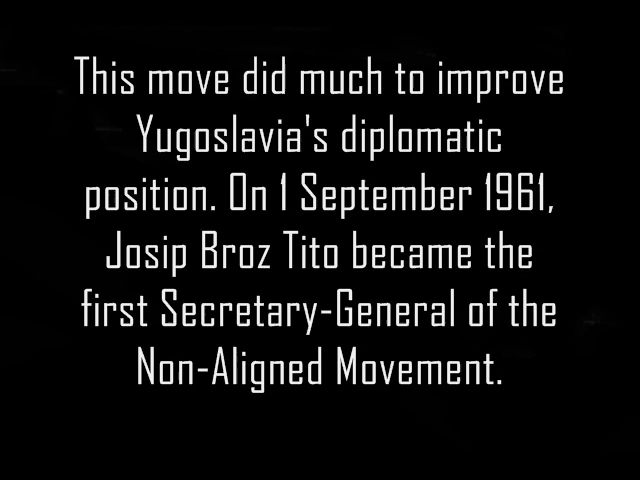 This move did much to improve
Yugoslavia's diplomatic
position. On 1 September 1961,
Josip Broz Tito became the
first Secretary-General of the
Non-Aligned Movement.